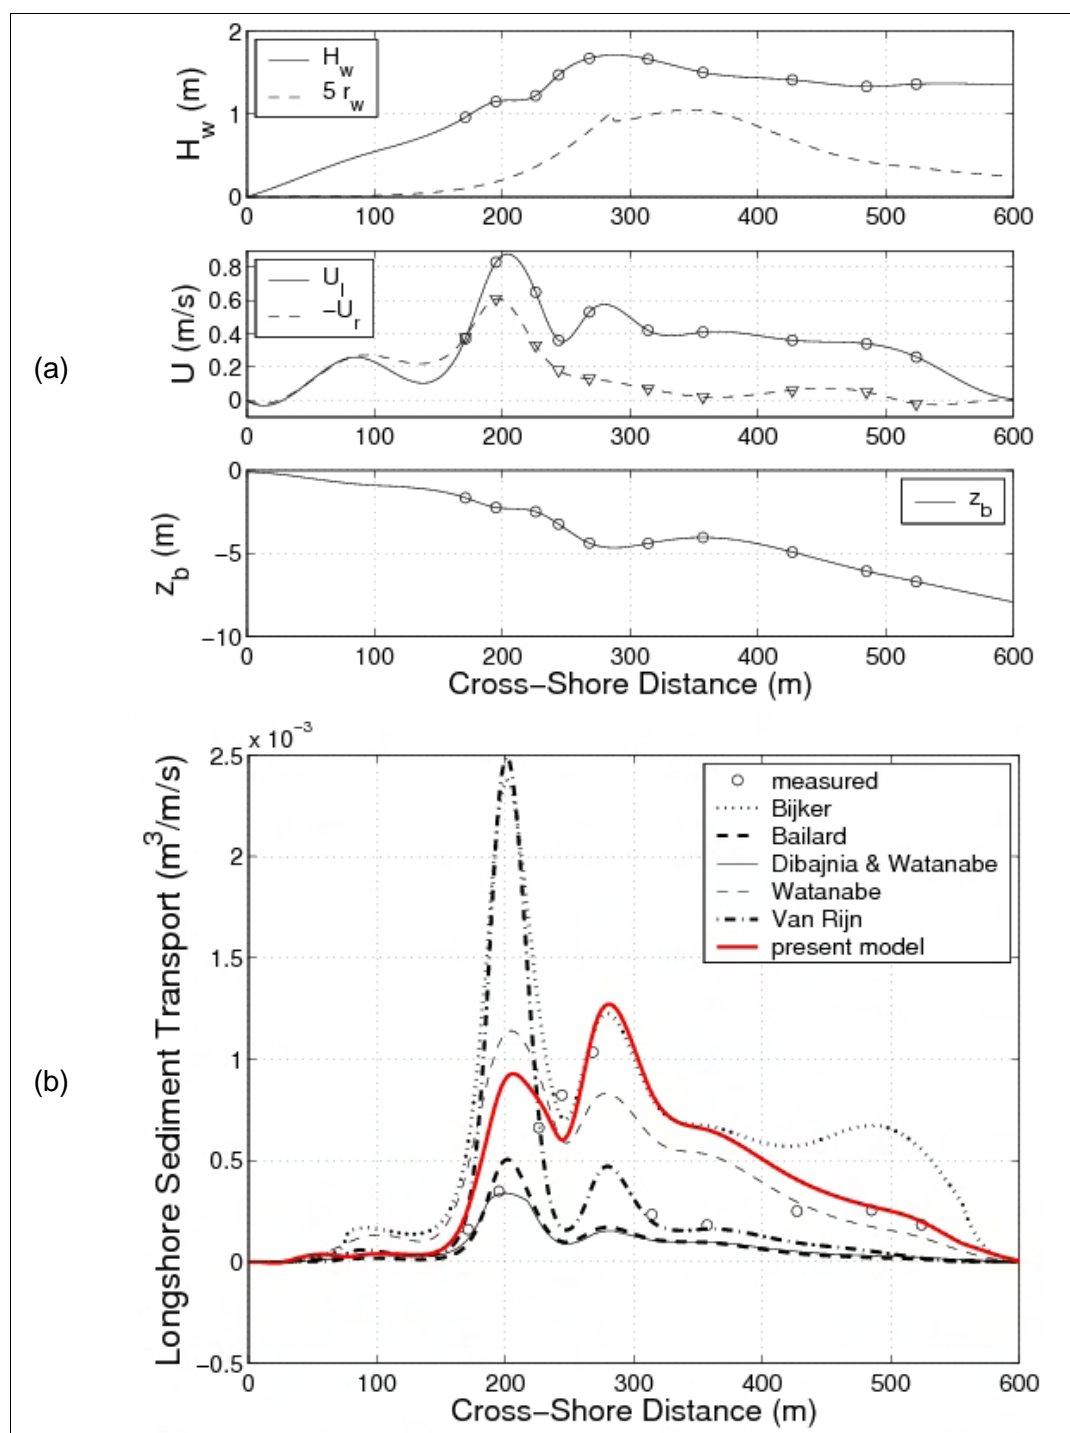 2
1
0
H_w (m)
H_w
5 r_w
0 100 200 300 400 500 600
0.8
0.6
0.4
0.2
0
U (m/s)
U_l
-U_r
0 100 200 300 400 500 600
(a)
0
-5
-10
z_b (m)
z_b
0 100 200 300 400 500 600
Cross-Shore Distance (m)
x 10^-3
2.5
2
1.5
1
0.5
0
-0.5
Longshore Sediment Transport (m^3/m/s)
measured
Bijker
Bailard
Dibajnia & Watanabe
Watanabe
Van Rijn
present model
(b)
0 100 200 300 400 500 600
Cross-Shore Distance (m)